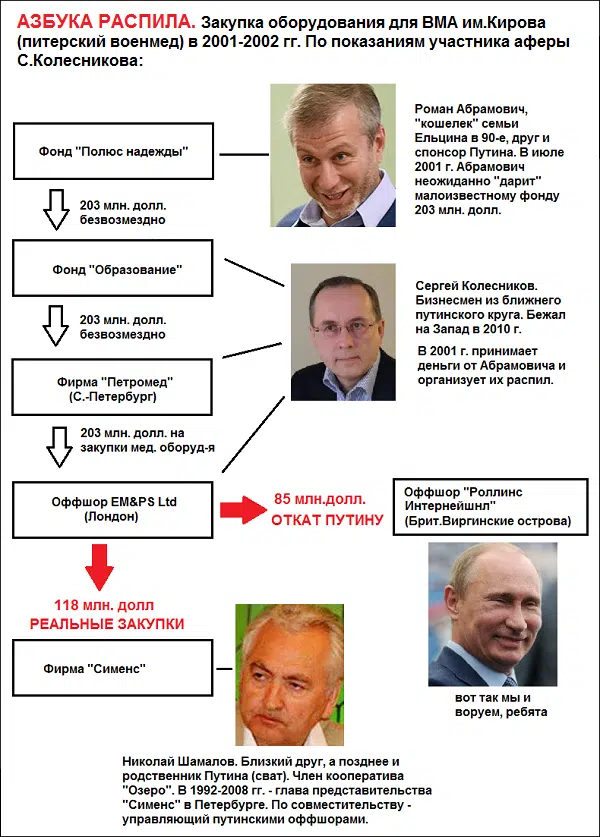 АЗБУКА РАСПИЛА. Закупка оборудования для ВМА им.Кирова
(питерский военмед) в 2001-2002 гг. По показаниям участника аферы
С.Колесникова:
Фонд "Полюс надежды"
Роман Абрамович,
"кошелек" семьи
Ельцина в 90-е, друг и
спонсор Путина. В июле
2001 г. Абрамович
неожиданно "дарит"
малоизвестному фонду
203 млн. долл.
203 млн. долл.
безвозмездно
Фонд "Образование"
Сергей Колесников.
Бизнесмен из ближнего
путинского круга. Бежал
на Запад в 2010 г.
В 2001 г. принимает
деньги от Абрамовича и
организует их распил.
203 млн. долл.
безвозмездно
Фирма "Петромед"
(С.-Петербург)
203 млн. долл. на
закупки мед. оборуд-я
Оффшор EM&PS Ltd
(Лондон)
85 млн.долл.
ОТКАТ ПУТИНУ
Оффшор "Роллинс
Интернейшнл"
(Брит.Виргинские острова)
118 млн. долл
РЕАЛЬНЫЕ ЗАКУПКИ
Фирма "Сименс"
вот так мы и
воруем, ребята
Николай Шамалов. Близкий друг, а позднее и
родственник Путина (сват). Член кооператива
"Озеро". В 1992-2008 гг. - глава представительства
"Сименс" в Петербурге. По совместительству -
управляющий путинскими оффшорами.